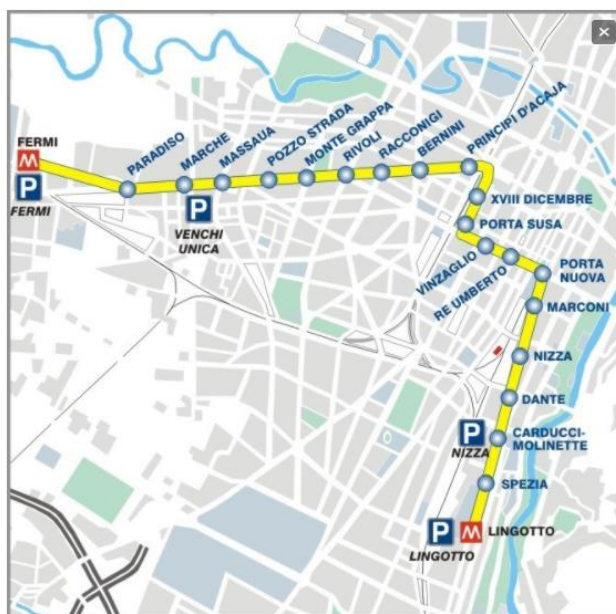 FERMI
M
P
FERMI
PARADISO
MARCHE
MASSAUA
P
VENCHI
UNICA
POZZO STRADA
MONTE GRAPPA
RIVOLI
RACCONIGI
BERNINI
PRINCIPI D'ACAJA
XVIII DICEMBRE
PORTA SUSA
VINZAGLIO
RE UMBERTO
PORTA
NUOVA
MARCONI
NIZZA
DANTE
P
NIZZA
CARDUCCI-
MOLINETTE
SPEZIA
P
LINGOTTO
M
LINGOTTO